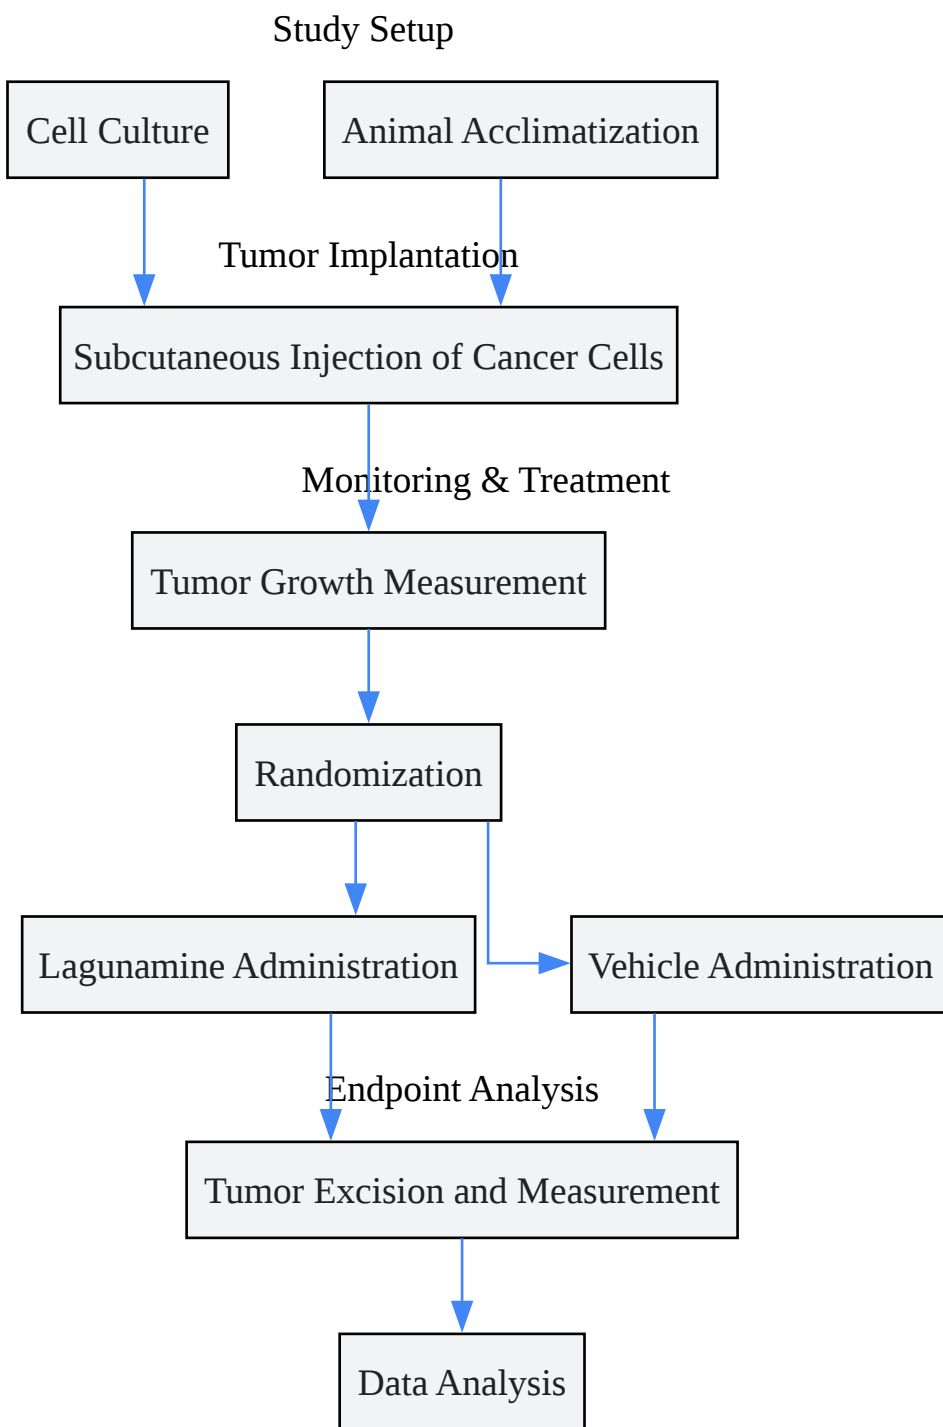 Study Setup
Cell Culture
Animal Acclimatization
Tumor Implantation
Subcutaneous Injection of Cancer Cells
Monitoring & Treatment
Tumor Growth Measurement
Randomization
Lagunamine Administration
Vehicle Administration
Endpoint Analysis
Tumor Excision and Measurement
Data Analysis